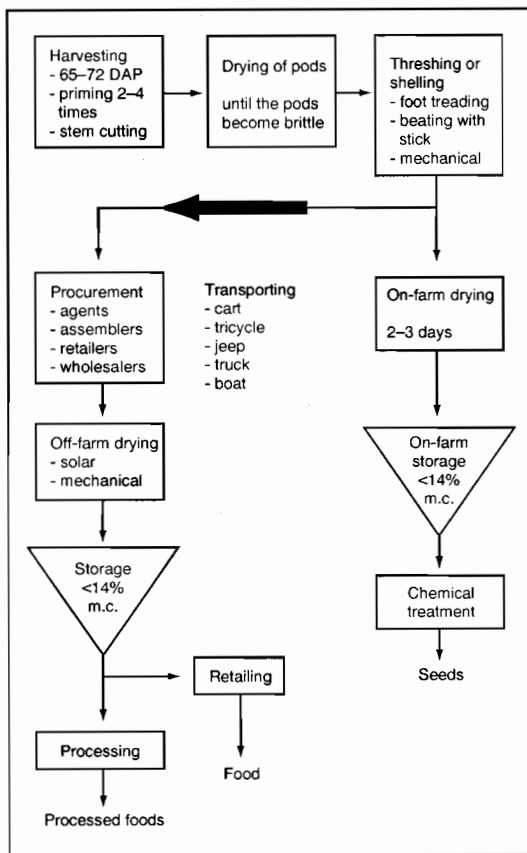 Harvesting
- 65–72 DAP
- priming 2–4
times
- stem cutting
Drying of pods
until the pods
become brittle
Threshing or
shelling
- foot treading
- beating with
stick
- mechanical
Procurement
- agents
- assemblers
- retailers
- wholesalers
Transporting
- cart
- tricycle
- jeep
- truck
- boat
On-farm drying
2–3 days
Off-farm drying
- solar
- mechanical
On-farm
storage
<14%
m.c.
Storage
<14%
m.c.
Chemical
treatment
Seeds
Retailing
Food
Processing
Processed foods